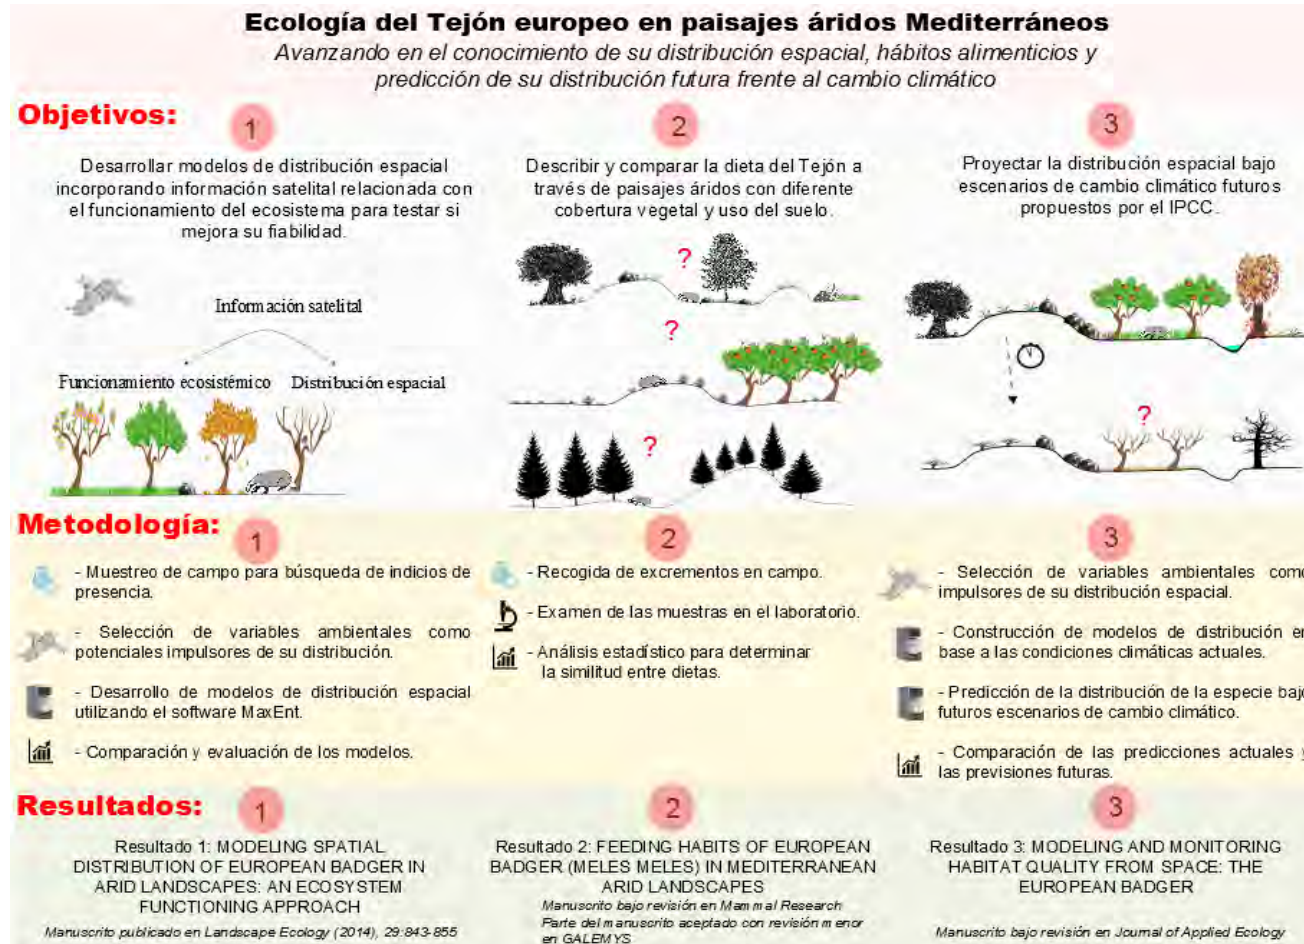 Ecología del Tejón europeo en paisajes áridos Mediterráneos
Avanzando en el conocimiento de su distribución espacial, hábitos alimenticios y
predicción de su distribución futura frente al cambio climático
Objetivos:
1
Desarrollar modelos de distribución espacial
incorporando información satelital relacionada con
el funcionamiento del ecosistema para testar si
mejora su fiabilidad.
Información satelital
Funcionamiento ecosistémico
Distribución espacial
2
Describir y comparar la dieta del Tejón a
través de paisajes áridos con diferente
cobertura vegetal y uso del suelo.
?
?
?
3
Proyectar la distribución espacial bajo
escenarios de cambio climático futuros
propuestos por el IPCC.
?
Metodología:
1
- Muestreo de campo para búsqueda de indicios de
presencia.
- Selección de variables ambientales como
potenciales impulsores de su distribución.
- Desarrollo de modelos de distribución espacial
utilizando el software MaxEnt.
- Comparación y evaluación de los modelos.
2
- Recogida de excrementos en campo.
- Examen de las muestras en el laboratorio.
- Análisis estadístico para determinar
la similitud entre dietas.
3
- Selección de variables ambientales como
impulsores de su distribución espacial.
- Construcción de modelos de distribución en
base a las condiciones climáticas actuales.
- Predicción de la distribución de la especie bajo
futuros escenarios de cambio climático.
- Comparación de las predicciones actuales y
las previsiones futuras.
Resultados:
1
Resultado 1: MODELING SPATIAL
DISTRIBUTION OF EUROPEAN BADGER IN
ARID LANDSCAPES: AN ECOSYSTEM
FUNCTIONING APPROACH
Manuscrito publicado en Landscape Ecology (2014), 29:843-855
2
Resultado 2: FEEDING HABITS OF EUROPEAN
BADGER (MELES MELES) IN MEDITERRANEAN
ARID LANDSCAPES
Manuscrito bajo revisión en Mammal Research
Parte del manuscrito aceptado con revisión menor
en GALEMYS
3
Resultado 3: MODELING AND MONITORING
HABITAT QUALITY FROM SPACE: THE
EUROPEAN BADGER
Manuscrito bajo revisión en Journal of Applied Ecology